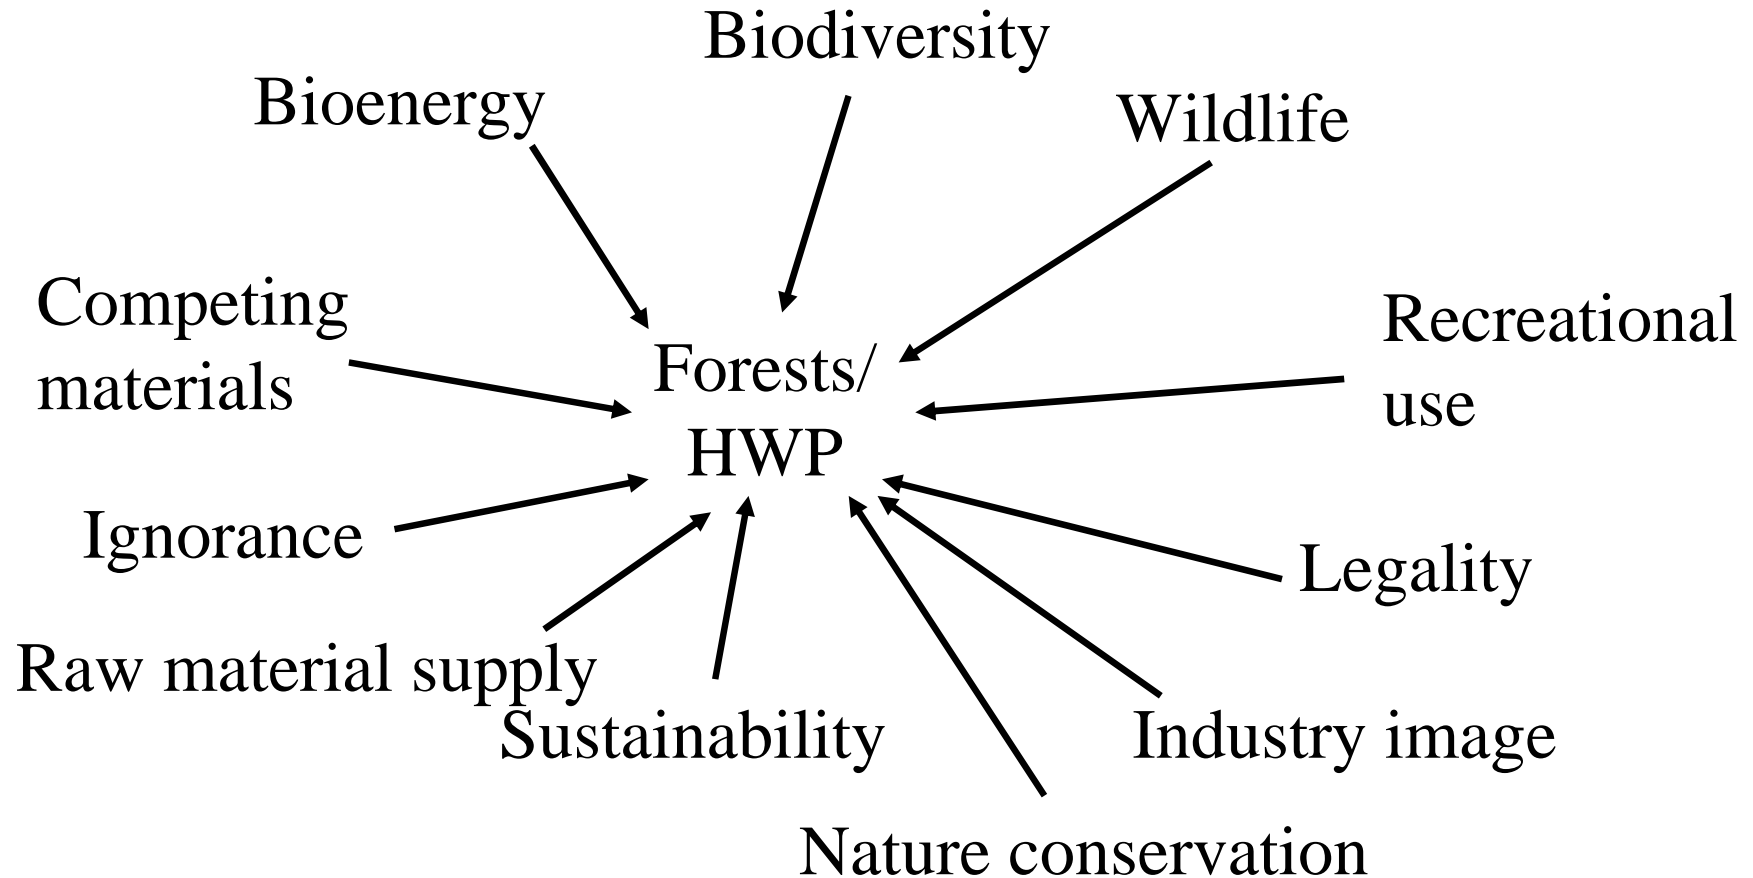 Biodiversity
Bioenergy
Wildlife
Competing
materials
Recreational
use
Forests/
HWP
Ignorance
Legality
Raw material supply
Sustainability
Industry image
Nature conservation